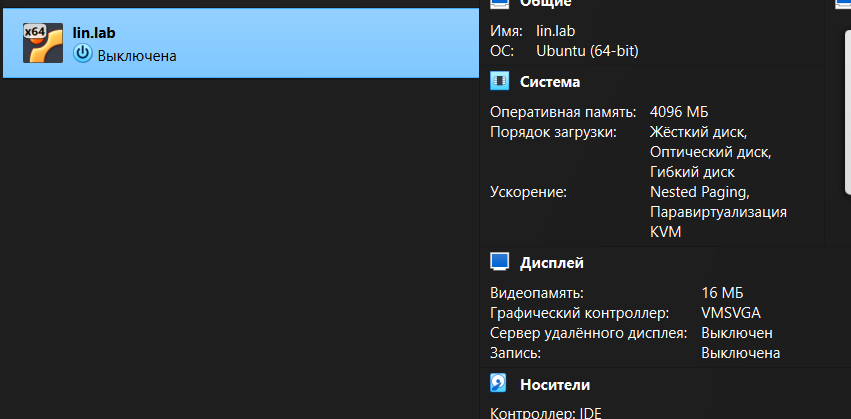 x64
lin.lab
Выключена
Общие
Имя: lin.lab
ОС: Ubuntu (64-bit)
Система
Оперативная память: 4096 МБ
Порядок загрузки: Жёсткий диск,
Оптический диск,
Гибкий диск
Ускорение: Nested Paging,
Паравиртуализация
KVM
Дисплей
Видеопамять: 16 МБ
Графический контроллер: VMSVGA
Сервер удалённого дисплея: Выключен
Запись: Выключена
Носители
Контроллер: IDE